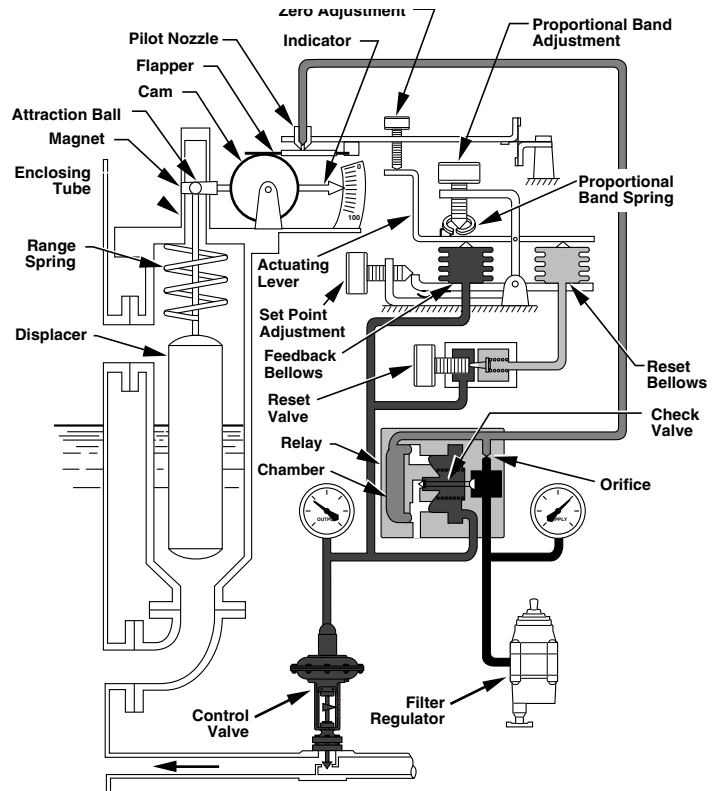 Zero Adjustment
Pilot Nozzle
Indicator
Proportional Band
Adjustment
Flapper
Cam
Attraction Ball
Magnet
Enclosing
Tube
0
100
Proportional
Band Spring
Range
Spring
Actuating
Lever
Set Point
Adjustment
Displacer
Feedback
Bellows
Reset
Bellows
Reset
Valve
Check
Valve
Relay
Chamber
Orifice
OUTPUT
SUPPLY
Control
Valve
Filter
Regulator